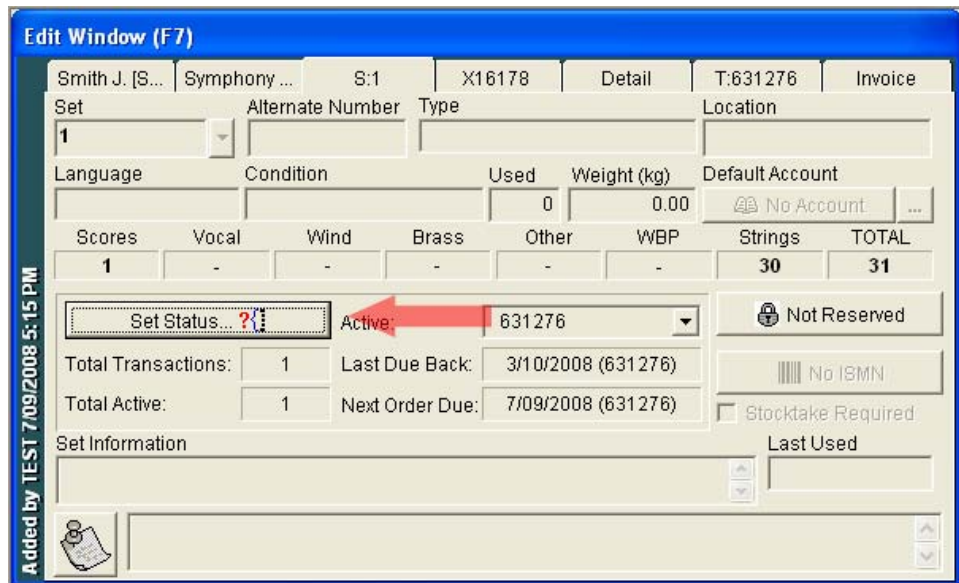 Edit Window (F7)
Smith J. [S... Symphony ... S:1 X16178 Detail T:631276 Invoice
Set Alternate Number Type Location
1
Language Condition Used Weight (kg) Default Account
0 0.00 No Account ...
Scores Vocal Wind Brass Other WBP Strings TOTAL
1 - - - - - 30 31
Set Status... ?{ Active: 631276 Not Reserved
Total Transactions: 1 Last Due Back: 3/10/2008 (631276) No ISMN
Total Active: 1 Next Order Due: 7/09/2008 (631276) Stocktake Required
Set Information Last Used
Added by TEST 7/09/2008 5:15 PM